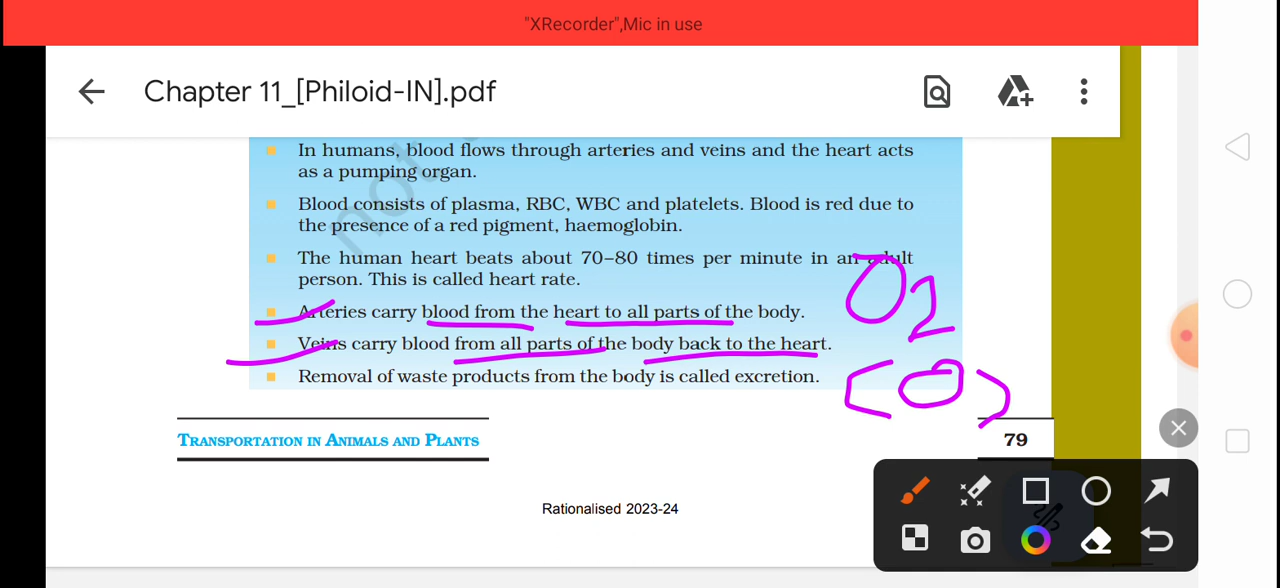 "XRecorder",Mic in use
Chapter 11_[Philoid-IN].pdf
In humans, blood flows through arteries and veins and the heart acts
as a pumping organ.
Blood consists of plasma, RBC, WBC and platelets. Blood is red due to
the presence of a red pigment, haemoglobin.
The human heart beats about 70–80 times per minute in an adult
person. This is called heart rate.
Arteries carry blood from the heart to all parts of the body.
O2
Veins carry blood from all parts of the body back to the heart.
Removal of waste products from the body is called excretion.
TRANSPORTATION IN ANIMALS AND PLANTS
79
Rationalised 2023-24